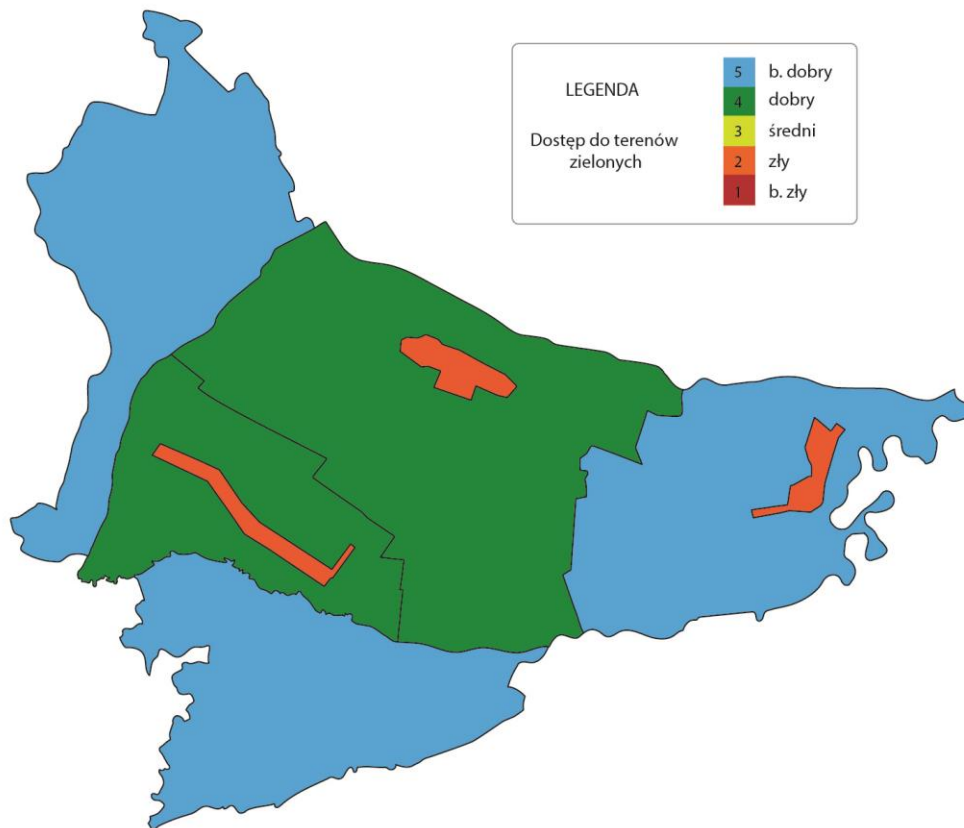 LEGENDA
Dostęp do terenów
zielonych
5 b. dobry
4 dobry
3 średni
2 zły
1 b. zły